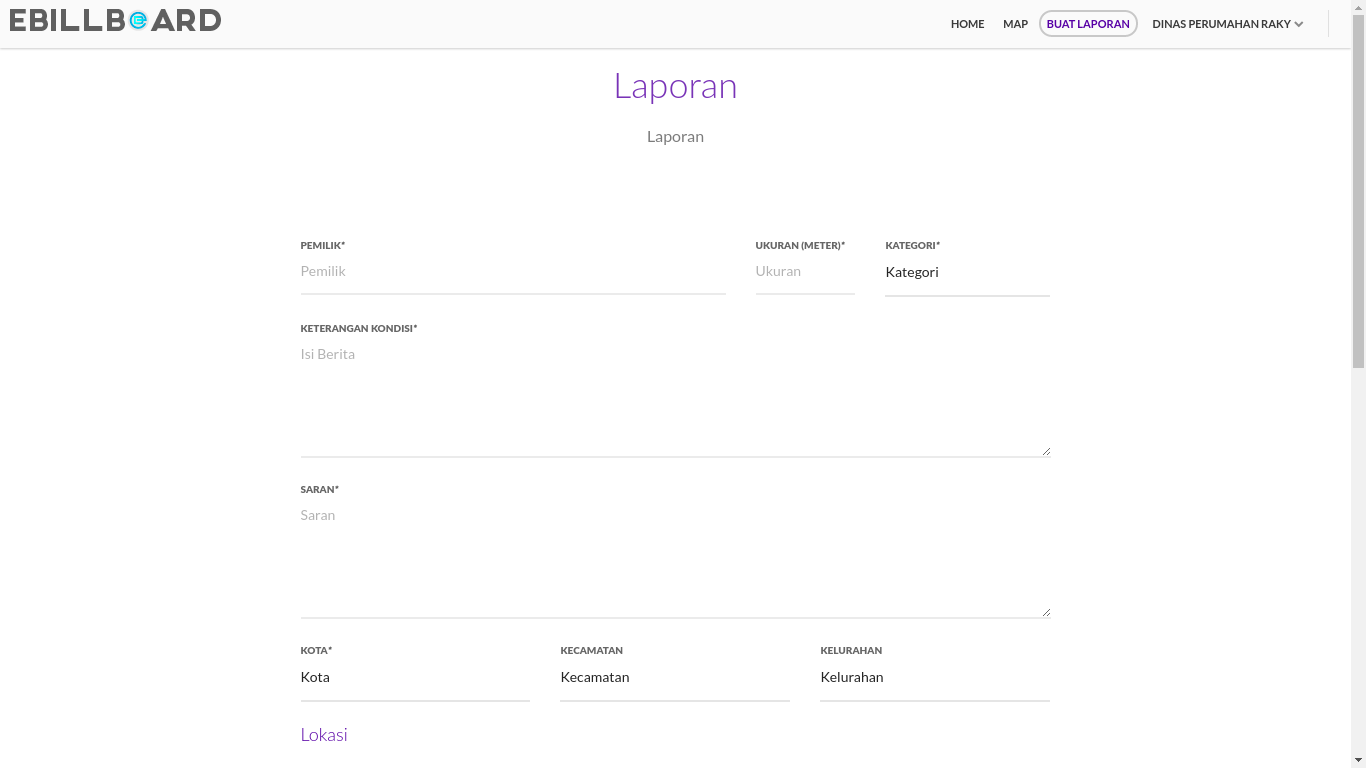 EBILLBOARD HOME MAP BUAT LAPORAN DINAS PERUMAHAN RAKY
Laporan
Laporan
PEMILIK* UKURAN (METER)* KATEGORI*
Pemilik Ukuran Kategori
KETERANGAN KONDISI*
Isi Berita
SARAN*
Saran
KOTA* KECAMATAN KELURAHAN
Kota Kecamatan Kelurahan
Lokasi